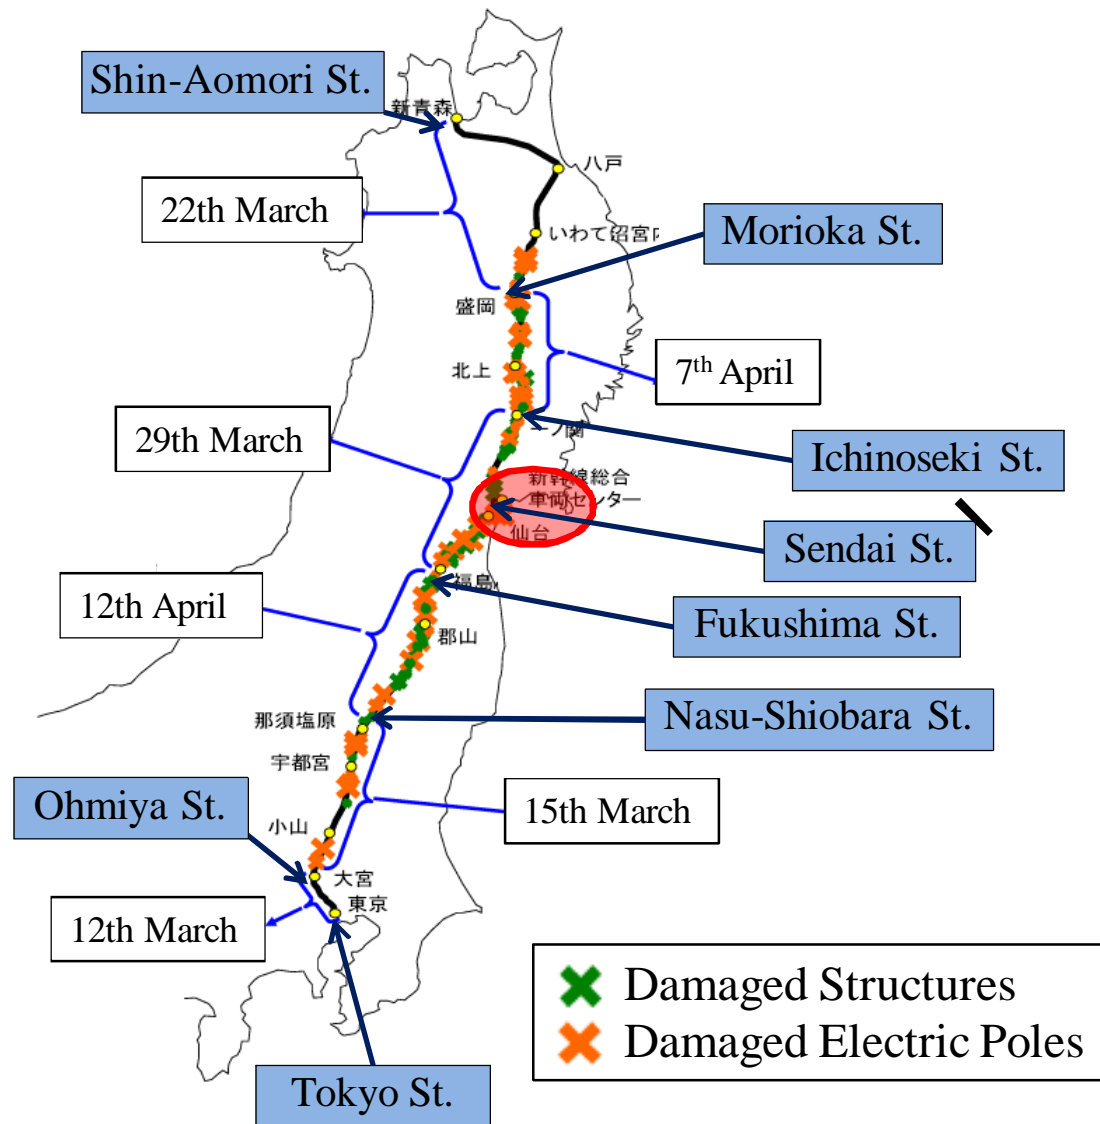 Shin-Aomori St.
新青森
八戸
22th March
いわて沼宮内
Morioka St.
盛岡
7th April
北上
29th March
一ノ関
Ichinoseki St.
新幹線総合
車両センター
仙台
Sendai St.
12th April
福島
Fukushima St.
郡山
那須塩原
Nasu-Shiobara St.
宇都宮
Ohmiya St.
15th March
小山
大宮
東京
12th March
Damaged Structures
Damaged Electric Poles
Tokyo St.